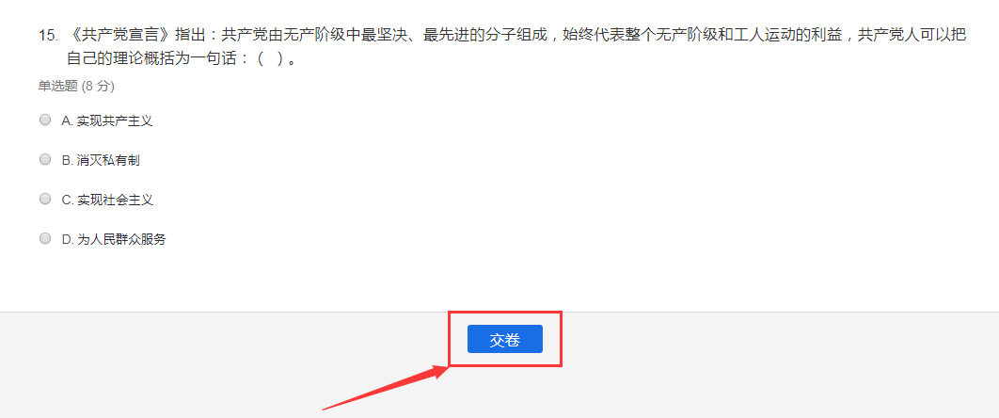 15. 《共产党宣言》指出：共产党由无产阶级中最坚决、最先进的分子组成，始终代表整个无产阶级和工人运动的利益，共产党人可以把
自己的理论概括为一句话：（ ）。
单选题 (8 分)
A. 实现共产主义
B. 消灭私有制
C. 实现社会主义
D. 为人民群众服务
交卷